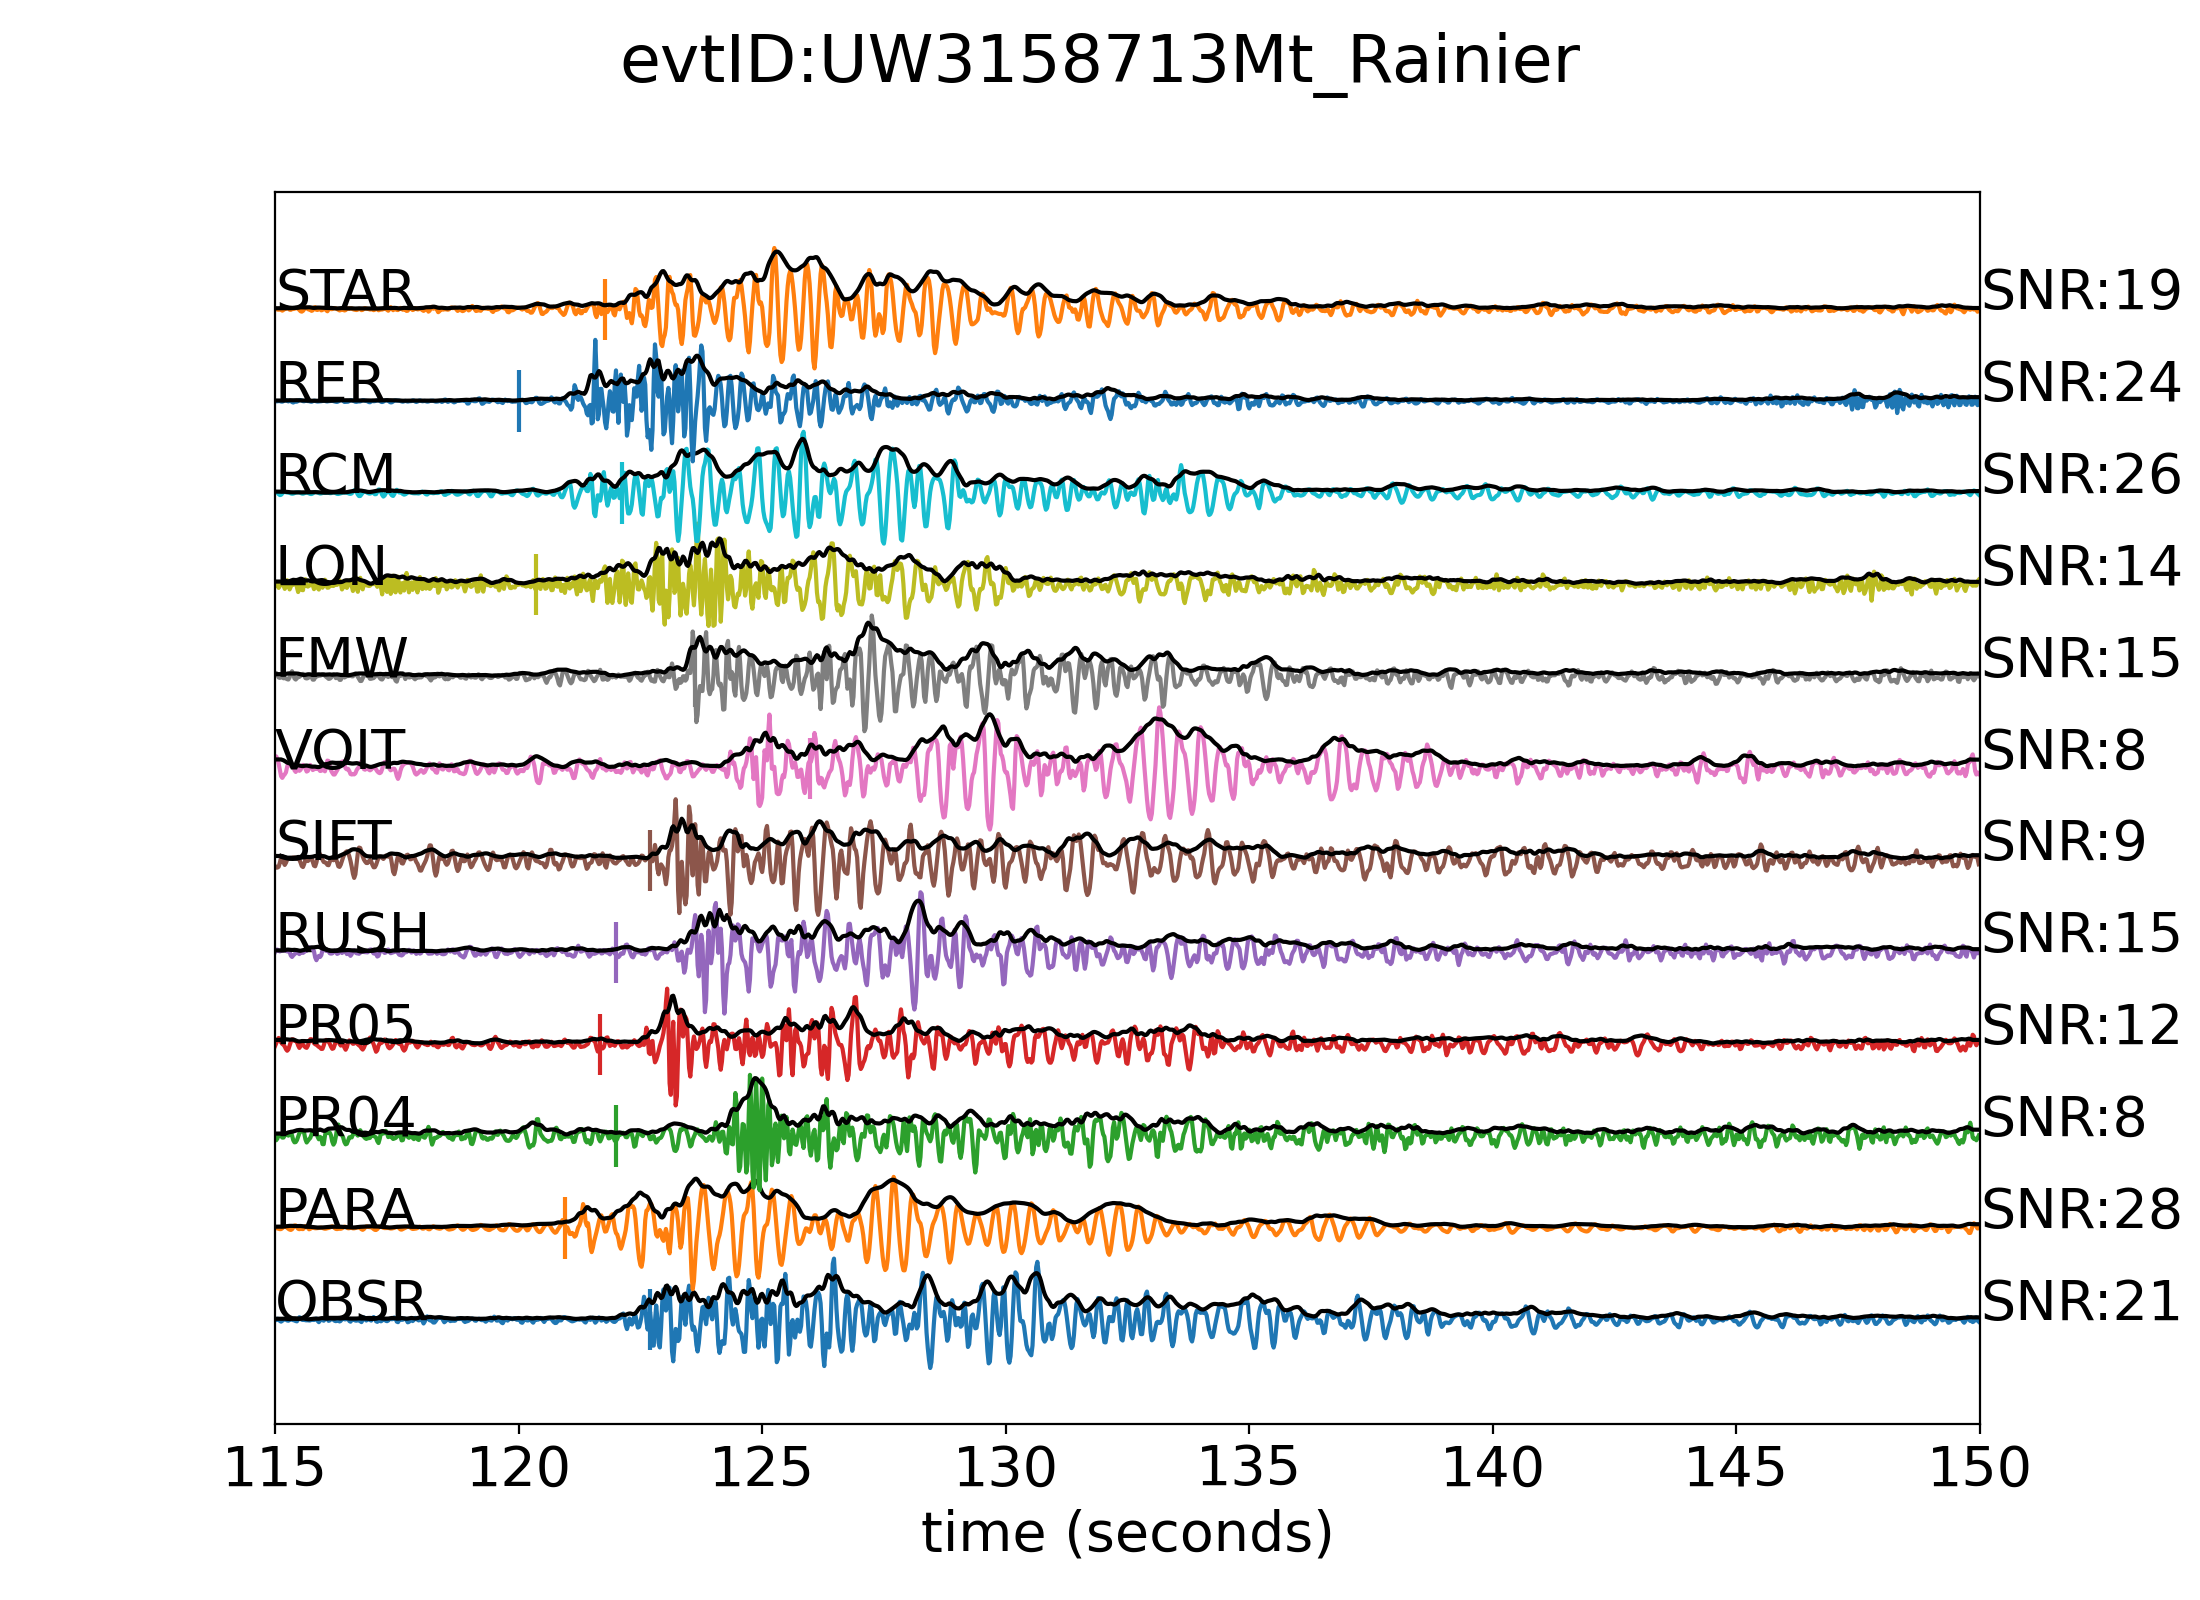 evtID:UW3158713Mt_Rainier
STAR SNR:19
RER SNR:24
RCM SNR:26
LON SNR:14
FMW SNR:15
VOIT SNR:8
SIFT SNR:9
RUSH SNR:15
PR05 SNR:12
PR04 SNR:8
PARA SNR:28
OBSR SNR:21
115 120 125 130 135 140 145 150
time (seconds)